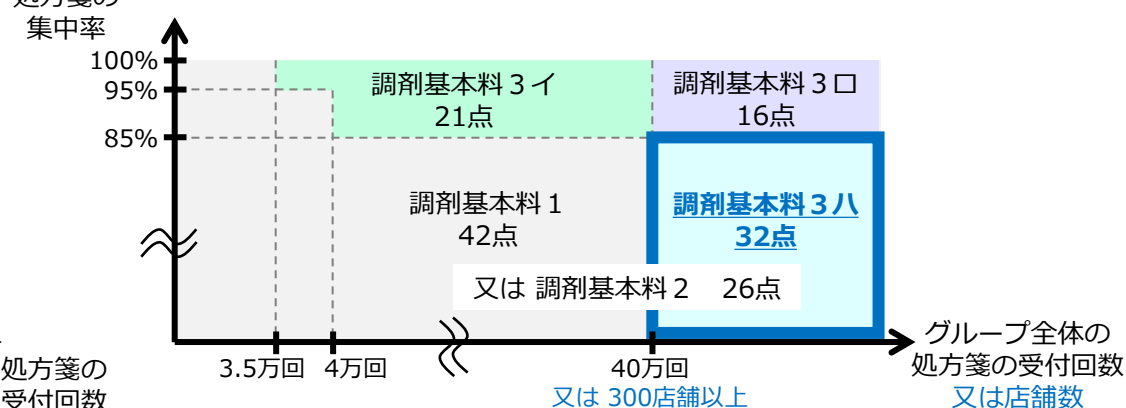 処方箋の
集中率
100%
95%
85%
調剤基本料３イ
21点
調剤基本料３ロ
16点
調剤基本料１
42点
調剤基本料３ハ
32点
又は 調剤基本料２ 26点
3.5万回
4万回
40万回
又は 300店舗以上
グループ全体の
処方箋の受付回数
又は店舗数
処方箋の
受付回数